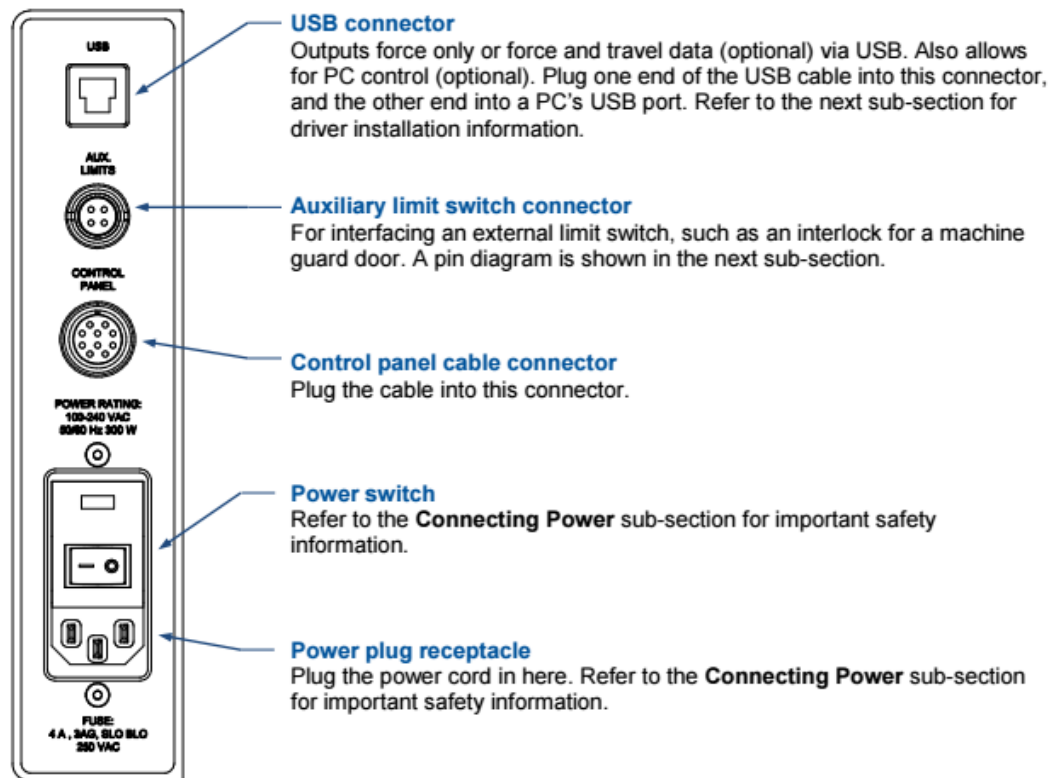 USB
USB connector
Outputs force only or force and travel data (optional) via USB. Also allows
for PC control (optional). Plug one end of the USB cable into this connector,
and the other end into a PC's USB port. Refer to the next sub-section for
driver installation information.
AUX.
LIMITS
Auxiliary limit switch connector
For interfacing an external limit switch, such as an interlock for a machine
guard door. A pin diagram is shown in the next sub-section.
CONTROL
PANEL
Control panel cable connector
Plug the cable into this connector.
POWER RATING:
100-240 VAC
50/60 Hz 300 W
Power switch
Refer to the Connecting Power sub-section for important safety
information.
Power plug receptacle
Plug the power cord in here. Refer to the Connecting Power sub-section
for important safety information.
FUSE:
4 A , 3AG, SLO BLO
250 VAC